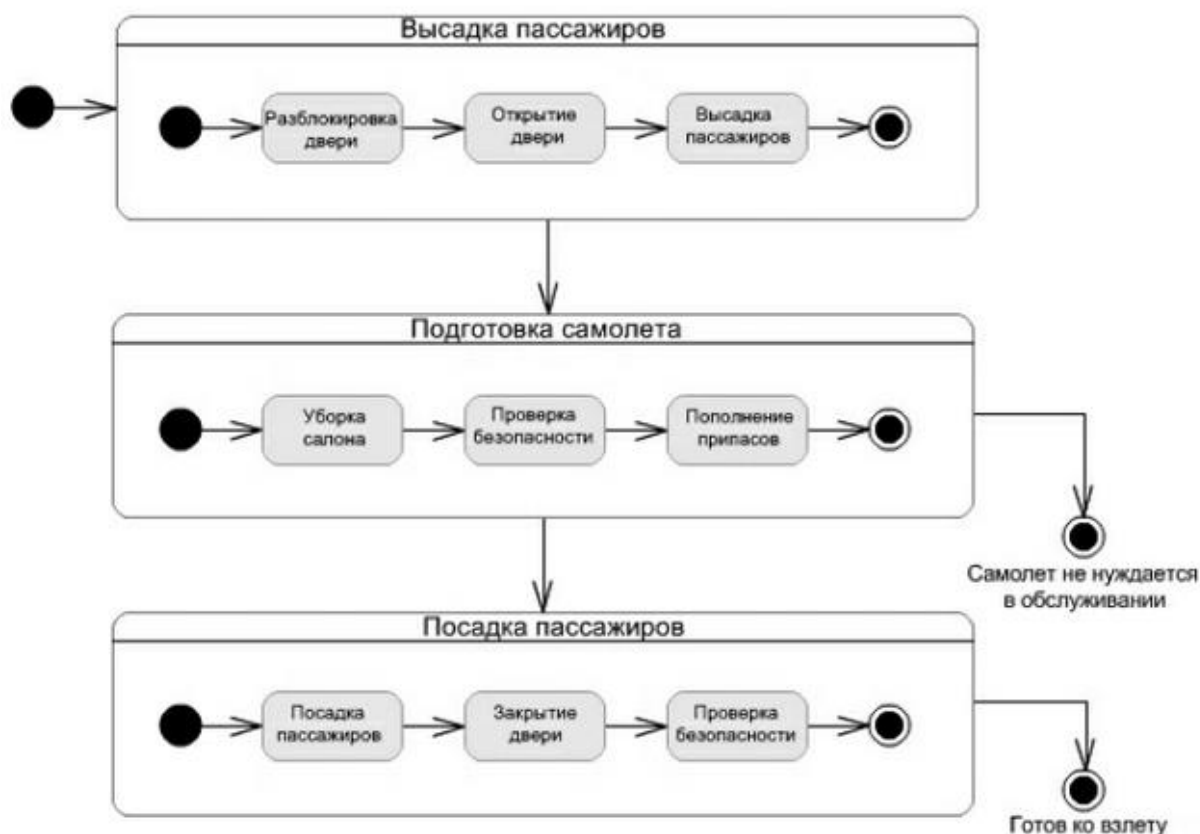 Высадка пассажиров
Разблокировка
двери
Открытие
двери
Высадка
пассажиров
Подготовка самолета
Уборка
салона
Проверка
безопасности
Пополнение
припасов
Самолет не нуждается
в обслуживании
Посадка пассажиров
Посадка
пассажиров
Закрытие
двери
Проверка
безопасности
Готов ко взлету